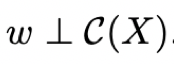 w ⊥ 𝒞(X).